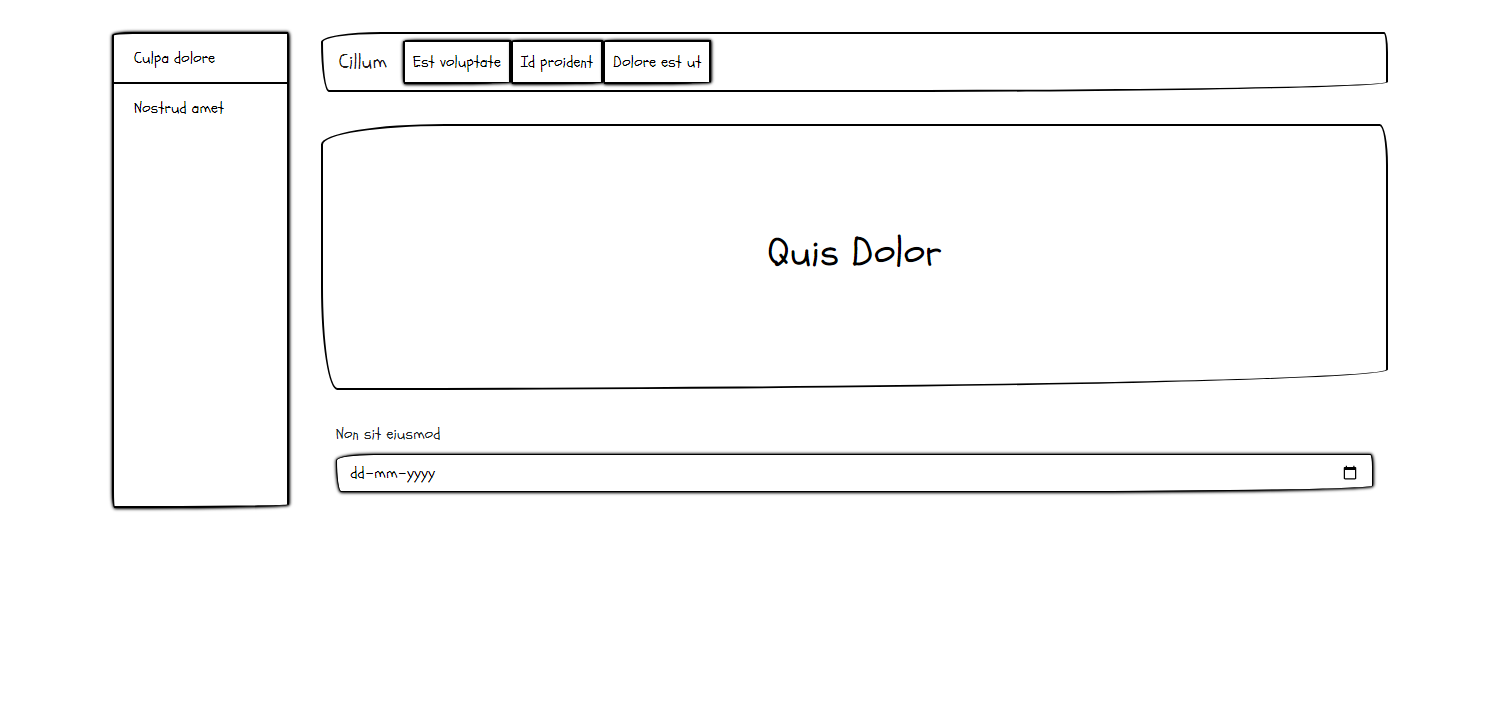 Culpa dolore
Nostrud amet
Cillum Est voluptate Id proident Dolore est ut
Quis Dolor
Non sit eiusmod
dd-mm-yyyy